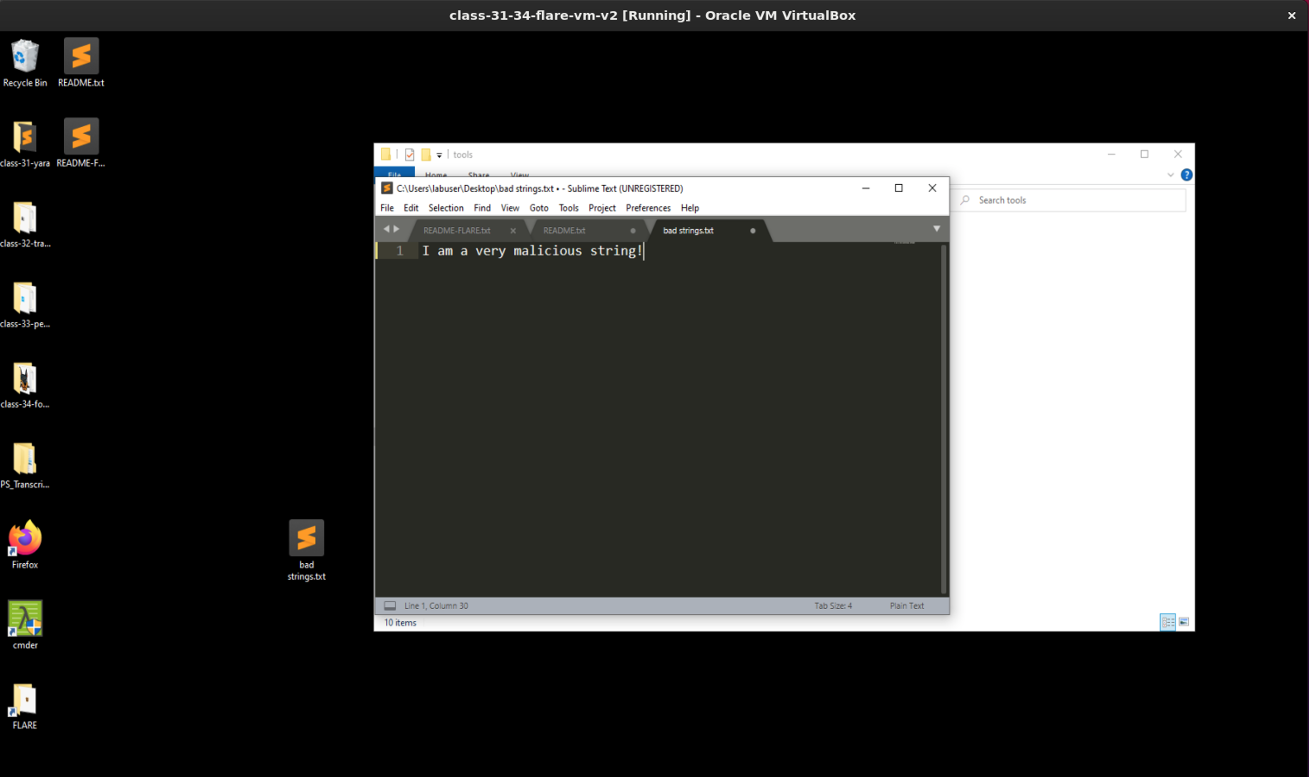 class-31-34-flare-vm-v2 [Running] - Oracle VM VirtualBox
Recycle Bin
README.txt
class-31-yara
README-F...
class-32-tra...
class-33-pe...
class-34-fo...
PS_Transcri...
Firefox
cmder
FLARE
bad
strings.txt
tools
File Home Share View
Search tools
C:\Users\labuser\Desktop\bad strings.txt • - Sublime Text (UNREGISTERED)
File Edit Selection Find View Goto Tools Project Preferences Help
README-FLARE.txt README.txt bad strings.txt
1 I am a very malicious string!
Line 1, Column 30 Tab Size: 4 Plain Text
10 items